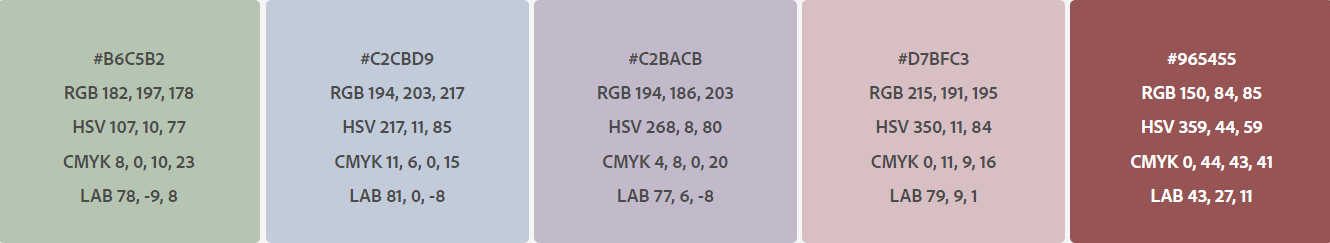 #B6C5B2
RGB 182, 197, 178
HSV 107, 10, 77
CMYK 8, 0, 10, 23
LAB 78, -9, 8
#C2CBD9
RGB 194, 203, 217
HSV 217, 11, 85
CMYK 11, 6, 0, 15
LAB 81, 0, -8
#C2BACB
RGB 194, 186, 203
HSV 268, 8, 80
CMYK 4, 8, 0, 20
LAB 77, 6, -8
#D7BFC3
RGB 215, 191, 195
HSV 350, 11, 84
CMYK 0, 11, 9, 16
LAB 79, 9, 1
#965455
RGB 150, 84, 85
HSV 359, 44, 59
CMYK 0, 44, 43, 41
LAB 43, 27, 11